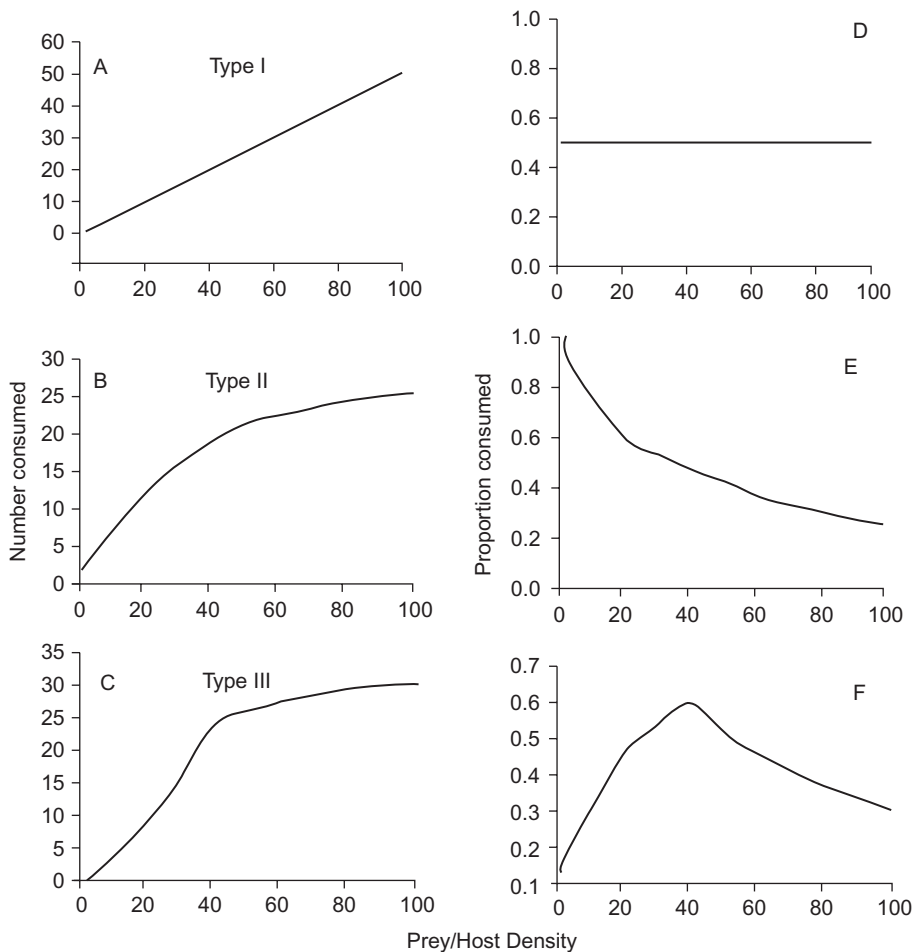 A
Type I
60
50
40
30
20
10
0
0 20 40 60 80 100
D
1.0
0.8
0.6
0.4
0.2
0.0
0 20 40 60 80 100
B
Type II
30
25
20
15
10
5
0
0 20 40 60 80 100
Number consumed
E
1.0
0.8
0.6
0.4
0.2
0.0
0 20 40 60 80 100
Proportion consumed
C
Type III
35
30
25
20
15
10
5
0
0 20 40 60 80 100
F
0.7
0.6
0.5
0.4
0.3
0.2
0.1
0 20 40 60 80 100
Prey/Host Density